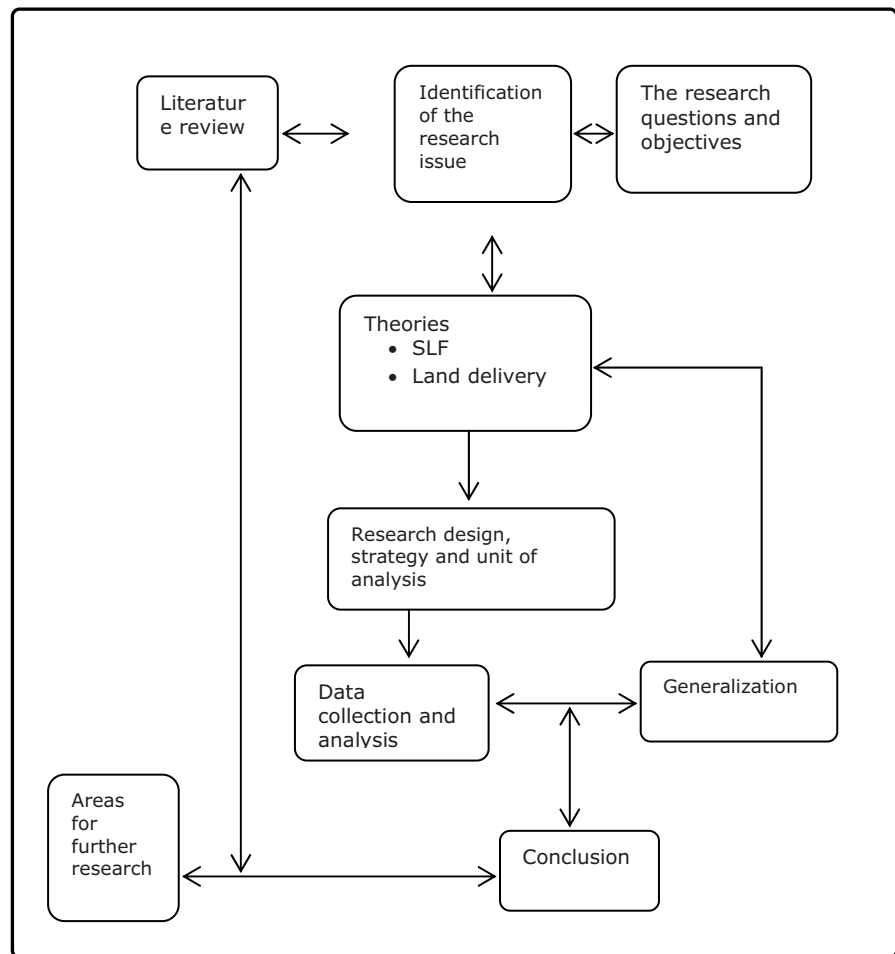 Literatur
e review
Identification
of the
research
issue
The research
questions and
objectives
Theories
• SLF
• Land delivery
Research design,
strategy and unit of
analysis
Data
collection and
analysis
Generalization
Areas
for
further
research
Conclusion